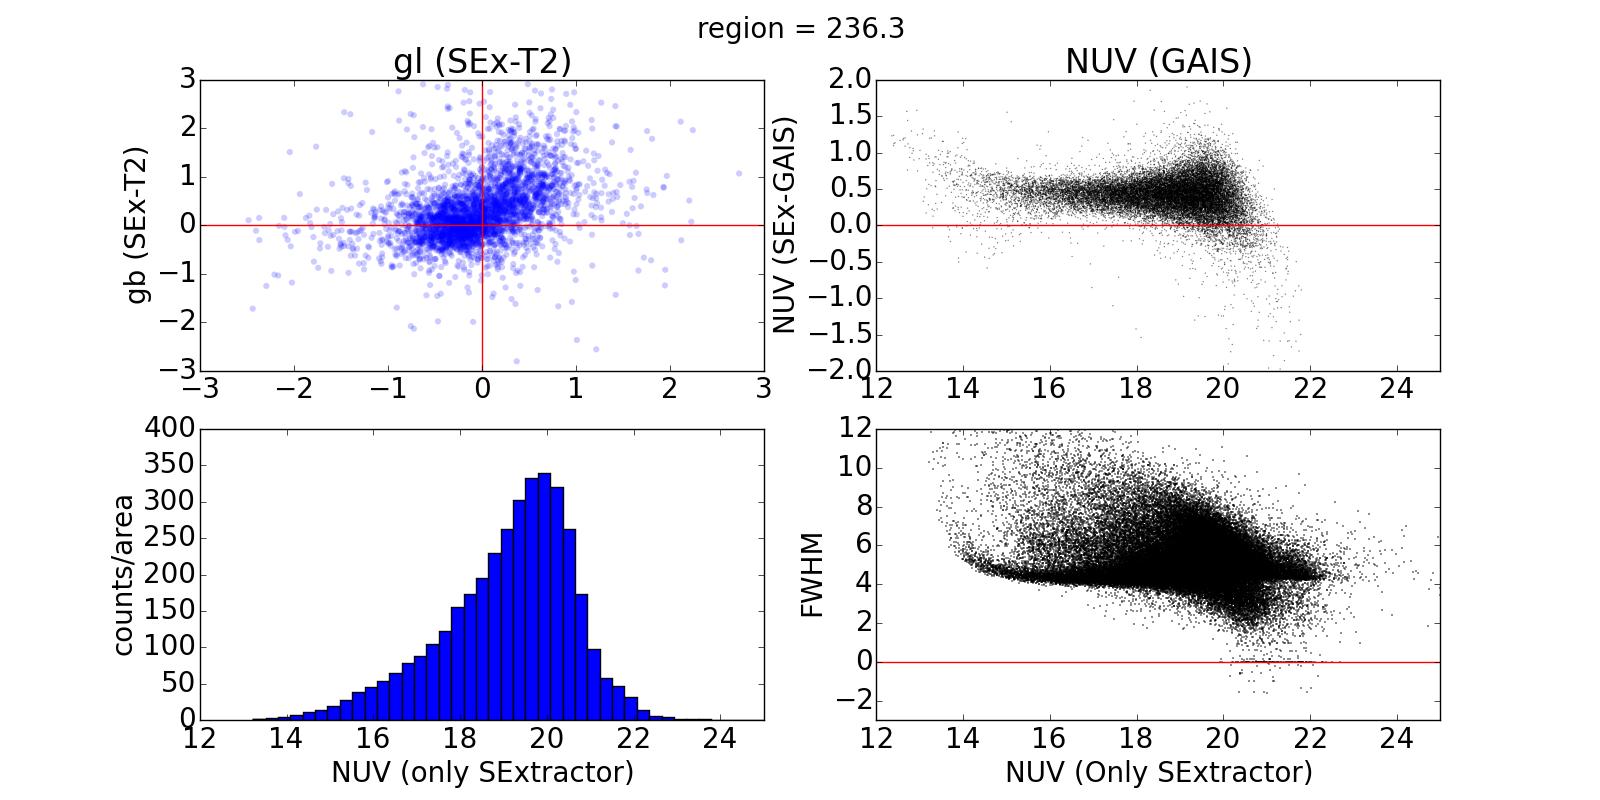 region = 236.3
gl (SEx-T2)
NUV (GAIS)
3
2
1
0
−1
−2
−3
gb (SEx-T2)
−3 −2 −1 0 1 2 3
2.0
1.5
1.0
0.5
0.0
−0.5
−1.0
−1.5
−2.0
NUV (SEx-GAIS)
12 14 16 18 20 22 24
400
350
300
250
200
150
100
50
0
counts/area
12 14 16 18 20 22 24
NUV (only SExtractor)
12
10
8
6
4
2
0
−2
FWHM
12 14 16 18 20 22 24
NUV (Only SExtractor)